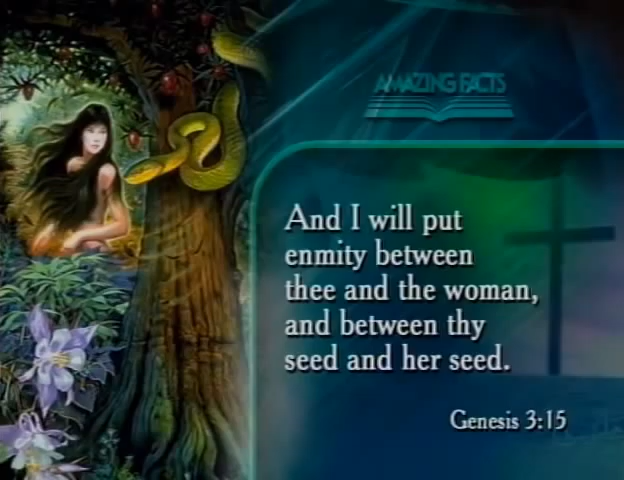 AMAZING FACTS
And I will put
enmity between
thee and the woman,
and between thy
seed and her seed.
Genesis 3:15